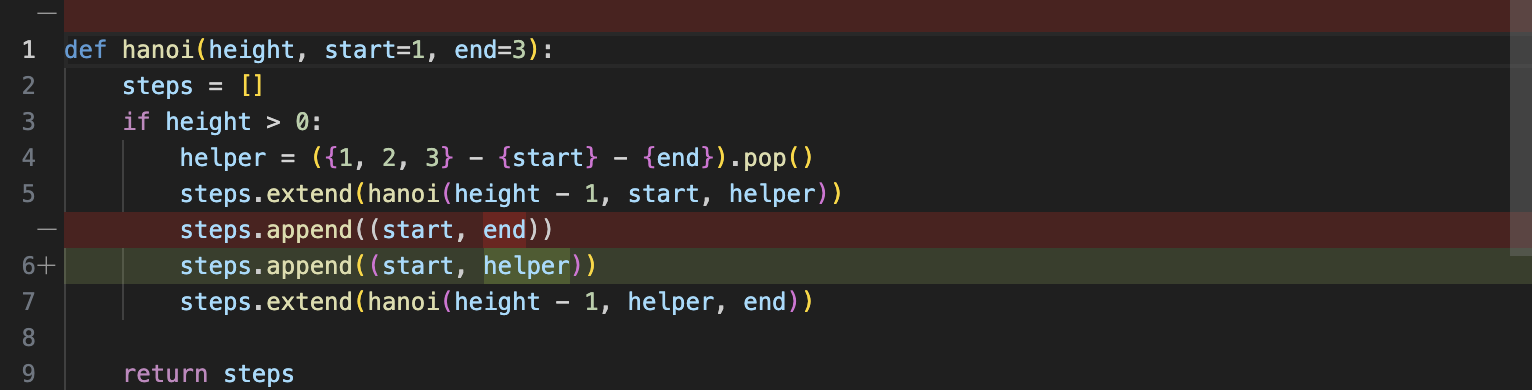 —
1 def hanoi(height, start=1, end=3):
2     steps = []
3     if height > 0:
4         helper = ({1, 2, 3} - {start} - {end}).pop()
5         steps.extend(hanoi(height - 1, start, helper))
—         steps.append((start, end))
6+         steps.append((start, helper))
7         steps.extend(hanoi(height - 1, helper, end))
8
9     return steps